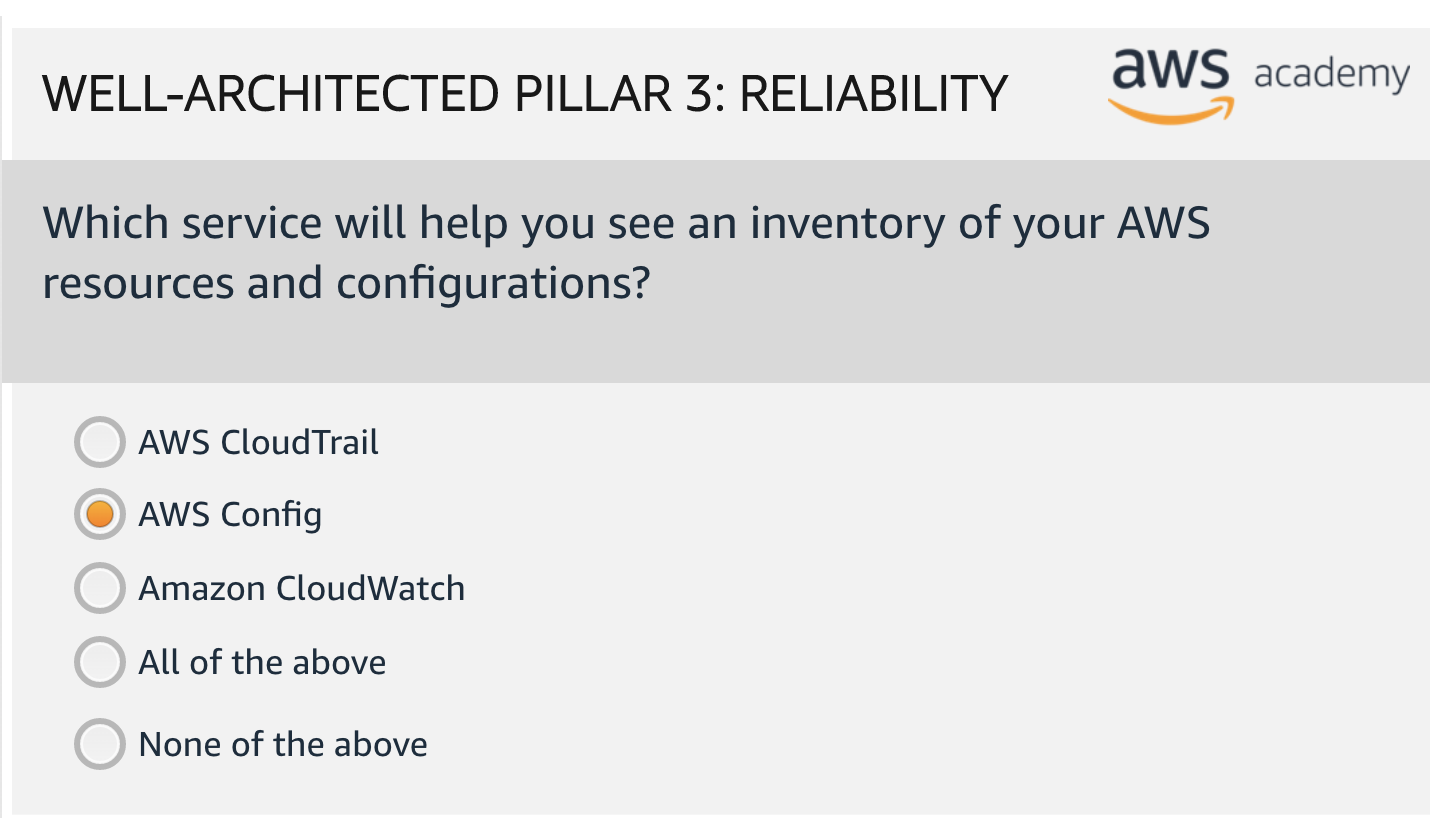 WELL-ARCHITECTED PILLAR 3: RELIABILITY
aws academy
Which service will help you see an inventory of your AWS
resources and configurations?
AWS CloudTrail
AWS Config
Amazon CloudWatch
All of the above
None of the above